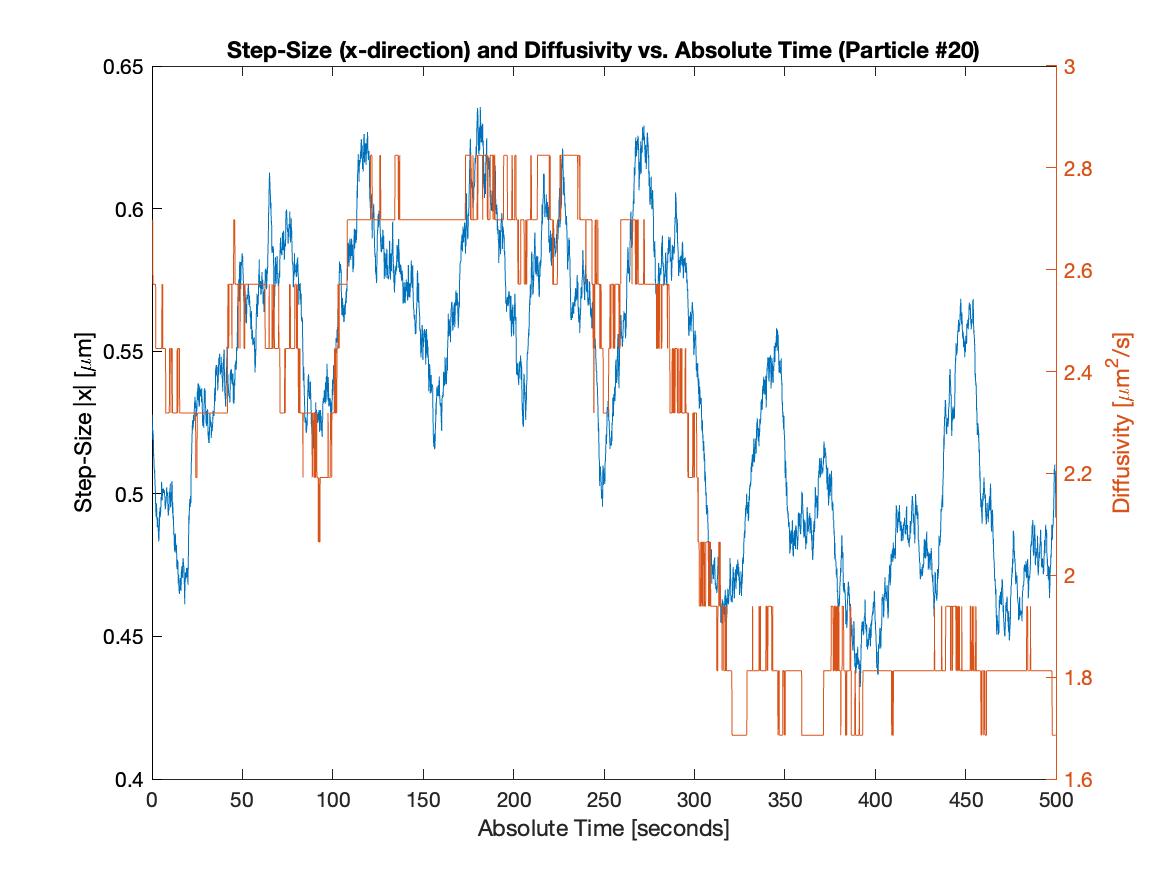 Step-Size (x-direction) and Diffusivity vs. Absolute Time (Particle #20)
0.65
0.6
0.55
0.5
0.45
0.4
Step-Size |x| [μm]
3
2.8
2.6
2.4
2.2
2
1.8
1.6
Diffusivity [μm²/s]
0 50 100 150 200 250 300 350 400 450 500
Absolute Time [seconds]